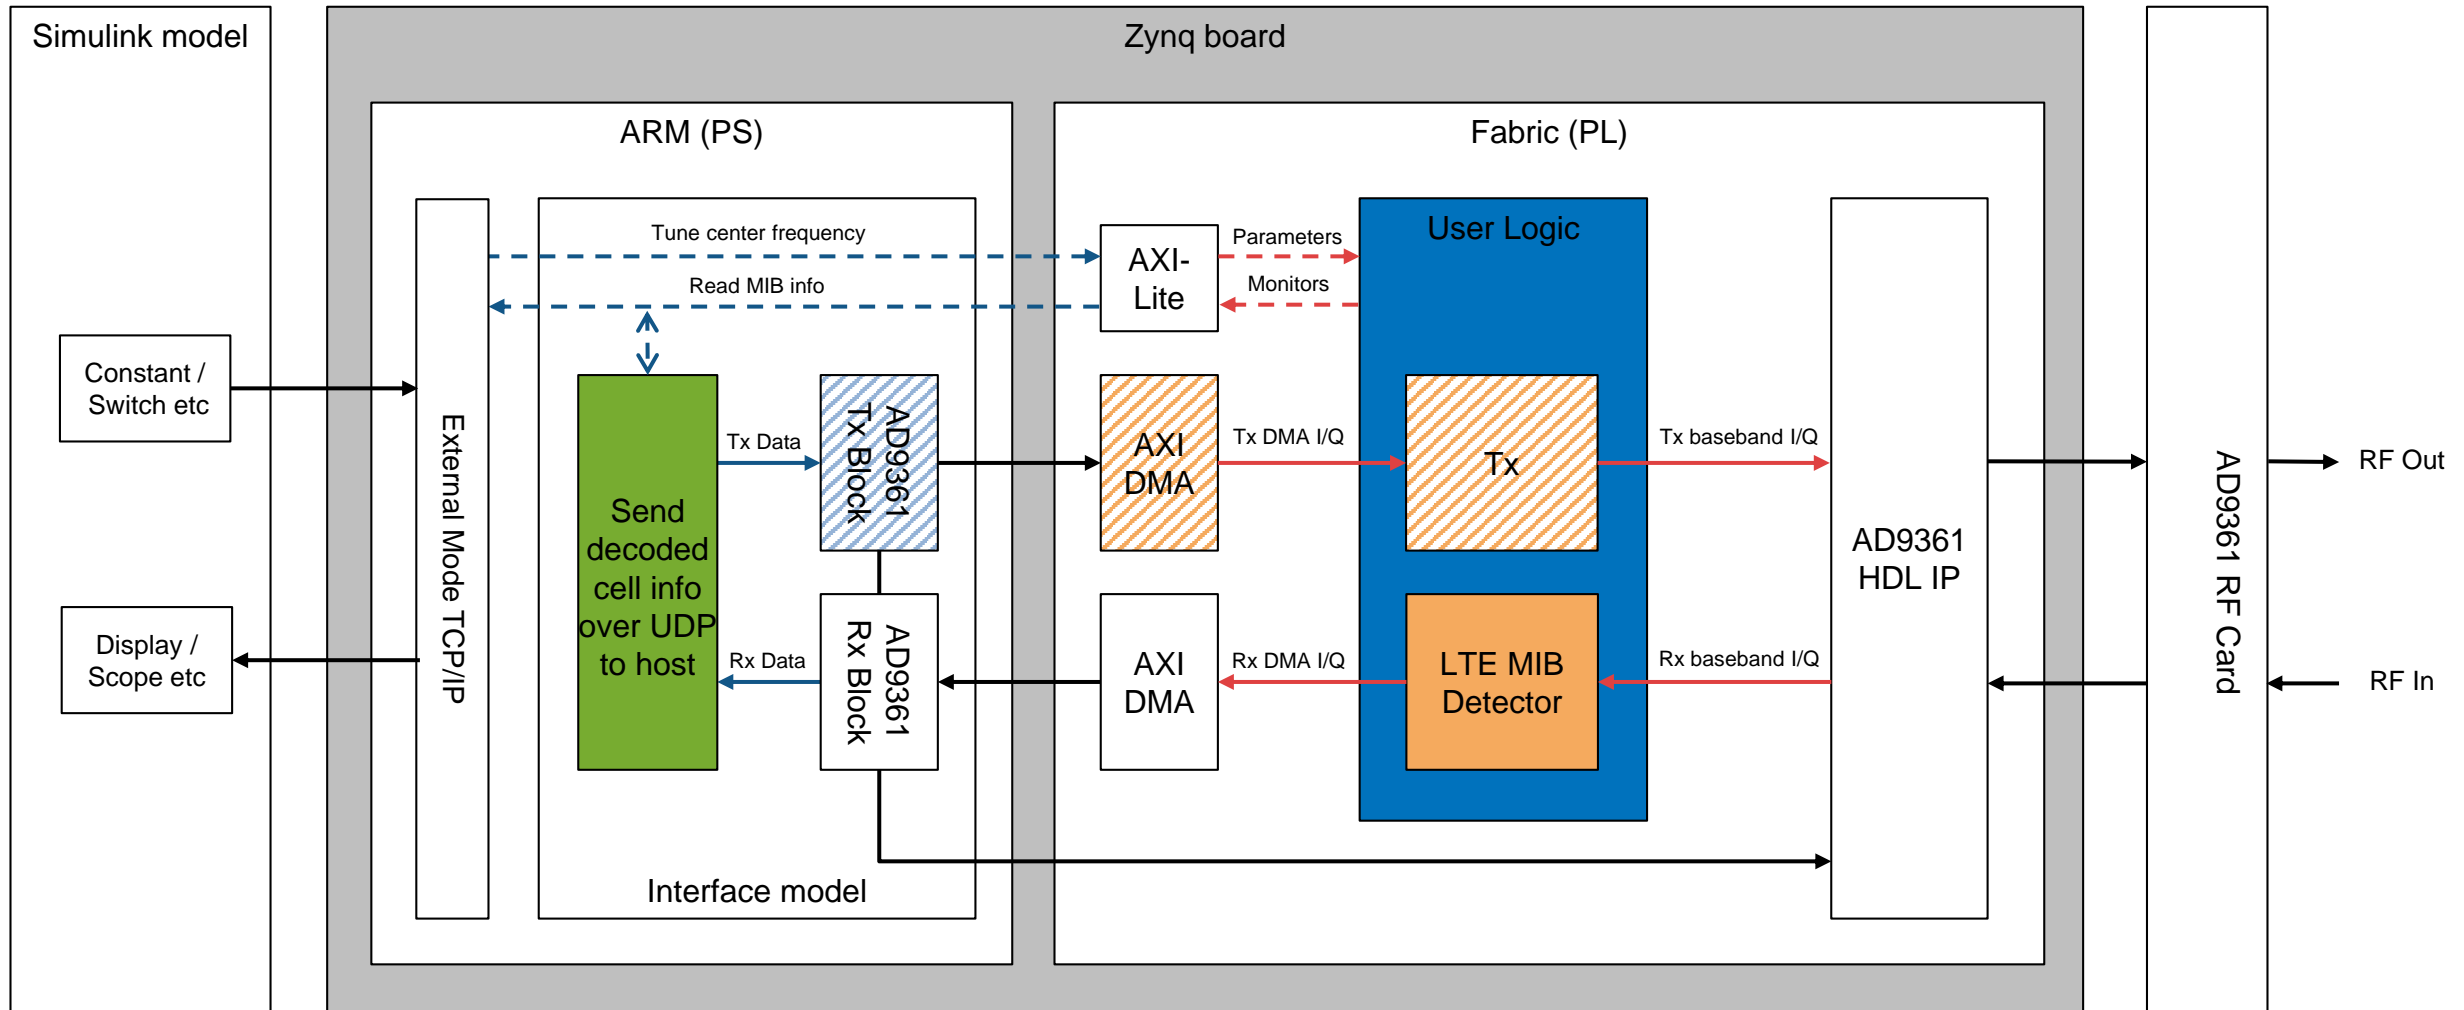 Simulink model
Zynq board
ARM (PS)
Fabric (PL)
Tune center frequency
Read MIB info
AXI-
Lite
Parameters
Monitors
User Logic
Constant /
Switch etc
Display /
Scope etc
External Mode TCP/IP
Send
decoded
cell info
over UDP
to host
Tx Data
Rx Data
AD9361
Tx Block
AD9361
Rx Block
AXI
DMA
AXI
DMA
Tx DMA I/Q
Rx DMA I/Q
Tx
LTE MIB
Detector
Tx baseband I/Q
Rx baseband I/Q
AD9361
HDL IP
AD9361 RF Card
RF Out
RF In
Interface model